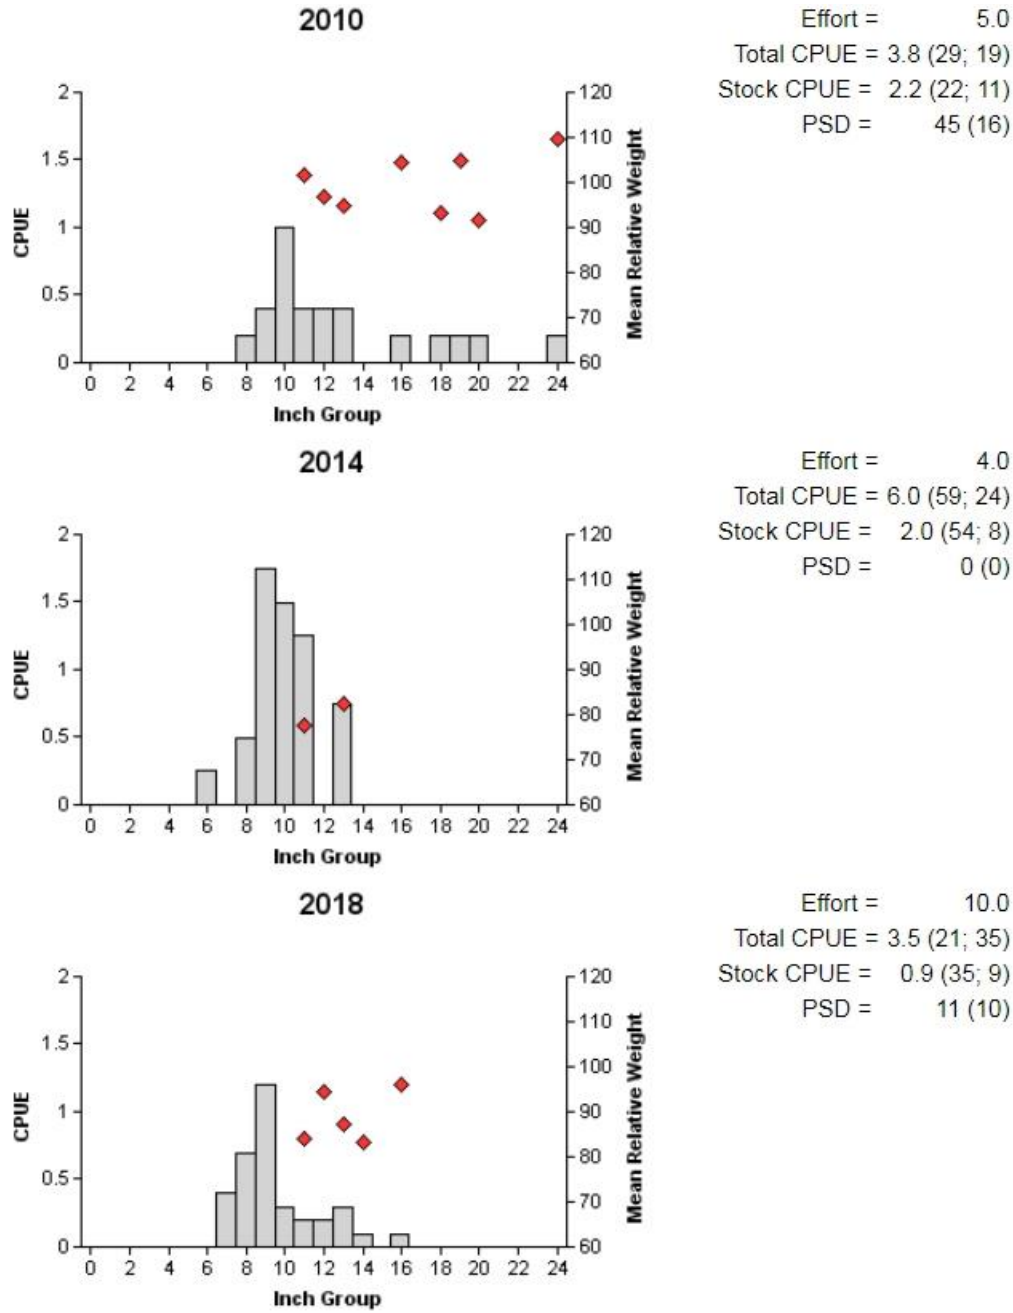 2010
Effort = 5.0
Total CPUE = 3.8 (29; 19)
Stock CPUE = 2.2 (22; 11)
PSD = 45 (16)
2
1.5
1
0.5
0
CPUE
120
110
100
90
80
70
60
Mean Relative Weight
0 2 4 6 8 10 12 14 16 18 20 22 24
Inch Group
2014
Effort = 4.0
Total CPUE = 6.0 (59; 24)
Stock CPUE = 2.0 (54; 8)
PSD = 0 (0)
2
1.5
1
0.5
0
CPUE
120
110
100
90
80
70
60
Mean Relative Weight
0 2 4 6 8 10 12 14 16 18 20 22 24
Inch Group
2018
Effort = 10.0
Total CPUE = 3.5 (21; 35)
Stock CPUE = 0.9 (35; 9)
PSD = 11 (10)
2
1.5
1
0.5
0
CPUE
120
110
100
90
80
70
60
Mean Relative Weight
0 2 4 6 8 10 12 14 16 18 20 22 24
Inch Group